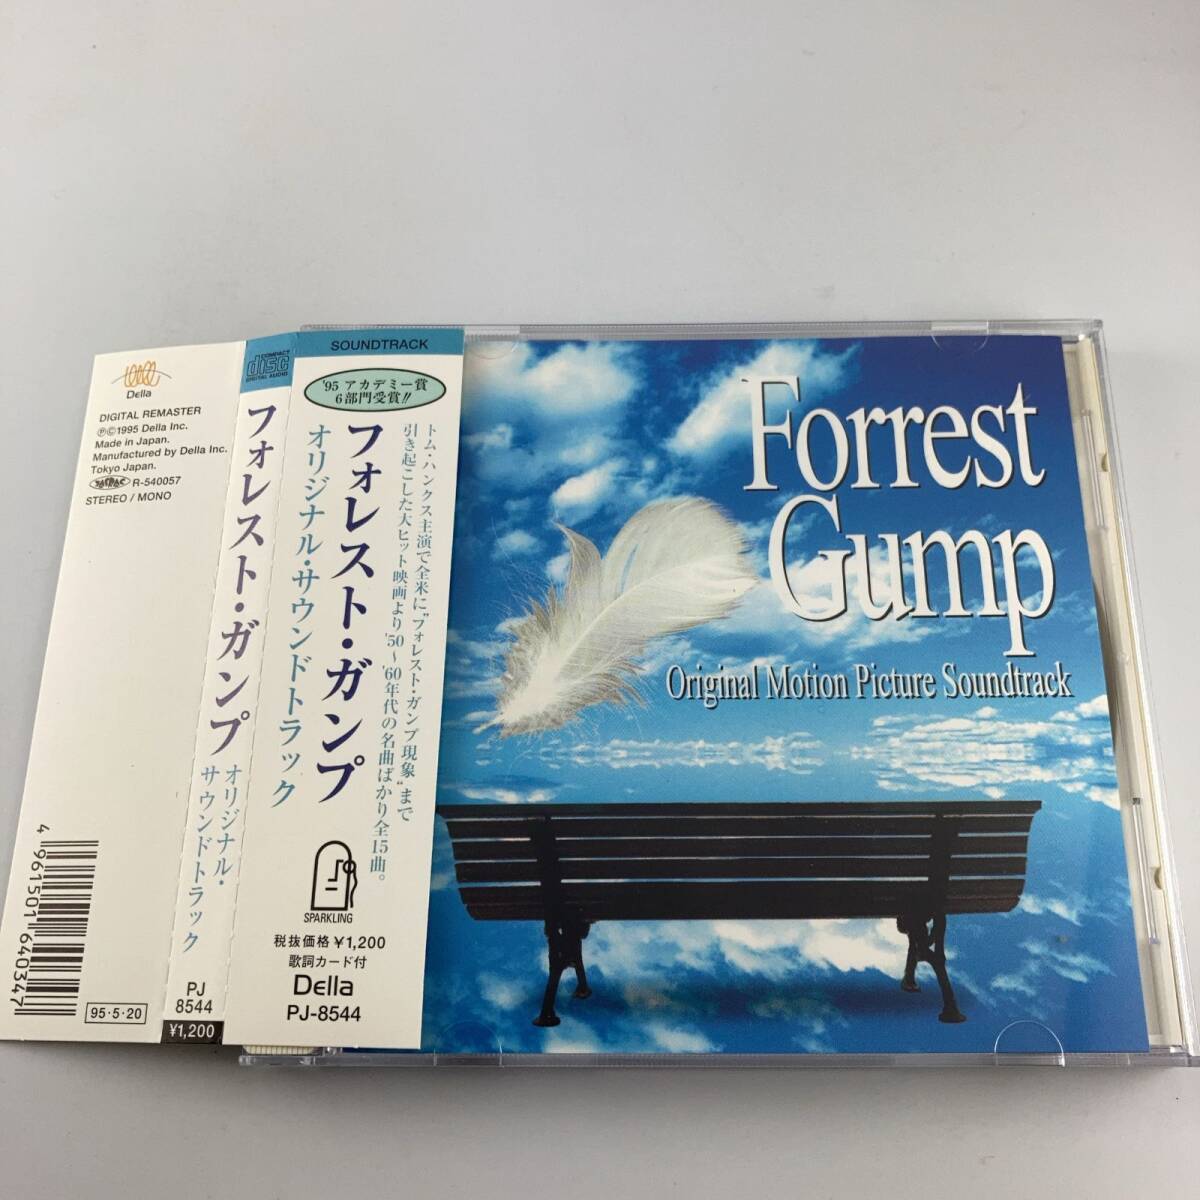 Della
DIGITAL REMASTER
℗©1995 Della Inc.
Made in Japan.
Manufactured by Della Inc.
Tokyo Japan.
R-540057
STEREO / MONO
4961501640347
95・5・20
COMPACT
disc
DIGITAL AUDIO
フォレスト・ガンプ
オリジナル・
サウンドトラック
PJ
8544
¥1,200
SOUNDTRACK
'95 アカデミー賞
6部門受賞!!
トム・ハンクス主演で全米に“フォレスト・ガンプ現象”まで
引き起こした大ヒット映画より'50〜'60年代の名曲ばかり全15曲。
フォレスト・ガンプ
オリジナル・サウンドトラック
SPARKLING
税抜価格¥1,200
歌詞カード付
Della
PJ-8544
Forrest
Gump
Original Motion Picture Soundtrack